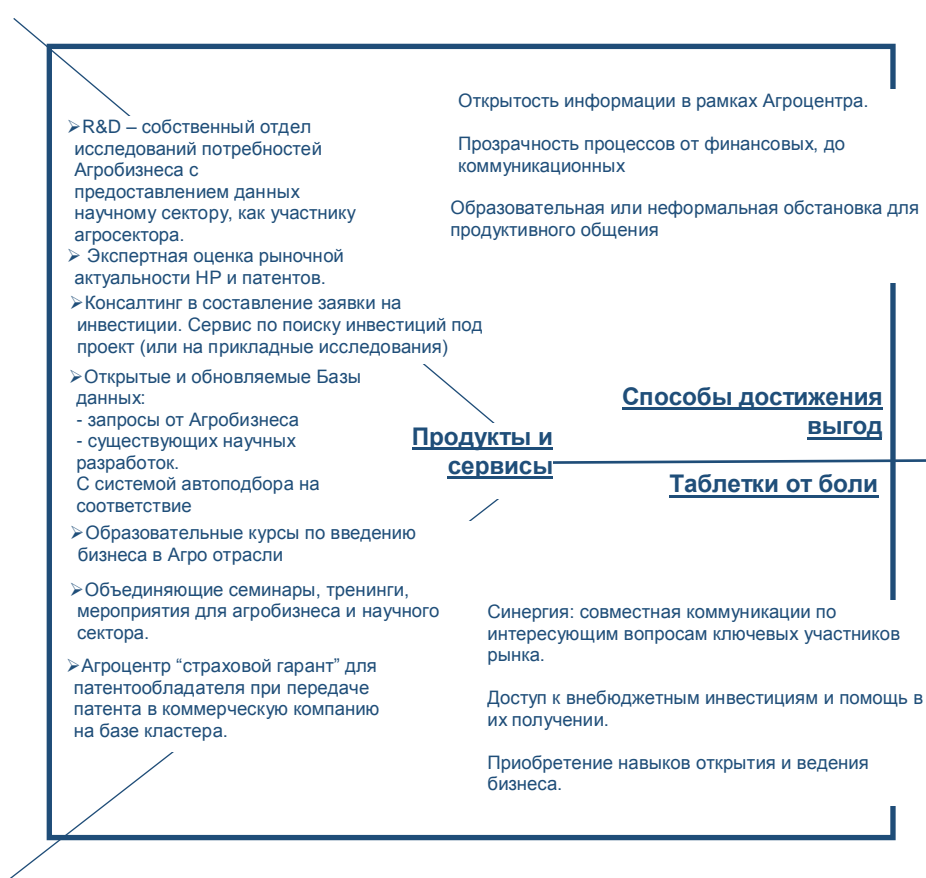 Открытость информации в рамках Агроцентра.
Прозрачность процессов от финансовых, до
коммуникационных
Образовательная или неформальная обстановка для
продуктивного общения
➢R&D – собственный отдел
исследований потребностей
Агробизнеса с
предоставлением данных
научному сектору, как участнику
агросектора.
➢ Экспертная оценка рыночной
актуальности НР и патентов.
➢Консалтинг в составление заявки на
инвестиции. Сервис по поиску инвестиций под
проект (или на прикладные исследования)
➢Открытые и обновляемые Базы
данных:
- запросы от Агробизнеса
- существующих научных
разработок.
С системой автоподбора на
соответствие
➢Образовательные курсы по введению
бизнеса в Агро отрасли
➢Объединяющие семинары, тренинги,
мероприятия для агробизнеса и научного
сектора.
➢Агроцентр “страховой гарант” для
патентообладателя при передаче
патента в коммерческую компанию
на базе кластера.
Продукты и
сервисы
Способы достижения
выгод
Таблетки от боли
Синергия: совместная коммуникации по
интересующим вопросам ключевых участников
рынка.
Доступ к внебюджетным инвестициям и помощь в
их получении.
Приобретение навыков открытия и ведения
бизнеса.